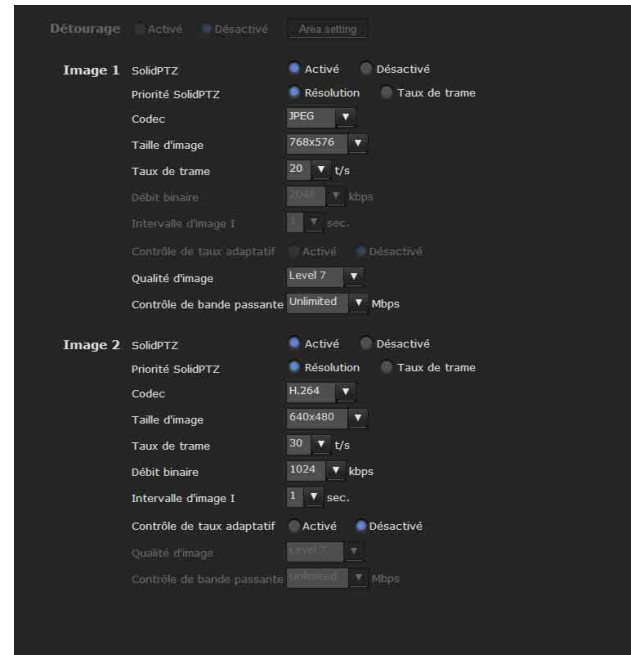 Détourage Activé Désactivé Area setting
Image 1 SolidPTZ Activé Désactivé
Priorité SolidPTZ Résolution Taux de trame
Codec JPEG
Taille d'image 768x576
Taux de trame 20 t/s
Débit binaire 2048 kbps
Intervalle d'image I 1 sec.
Contrôle de taux adaptatif Activé Désactivé
Qualité d'image Level 7
Contrôle de bande passante Unlimited Mbps
Image 2 SolidPTZ Activé Désactivé
Priorité SolidPTZ Résolution Taux de trame
Codec H.264
Taille d'image 640x480
Taux de trame 30 t/s
Débit binaire 1024 kbps
Intervalle d'image I 1 sec.
Contrôle de taux adaptatif Activé Désactivé
Qualité d'image Level 7
Contrôle de bande passante Unlimited Mbps